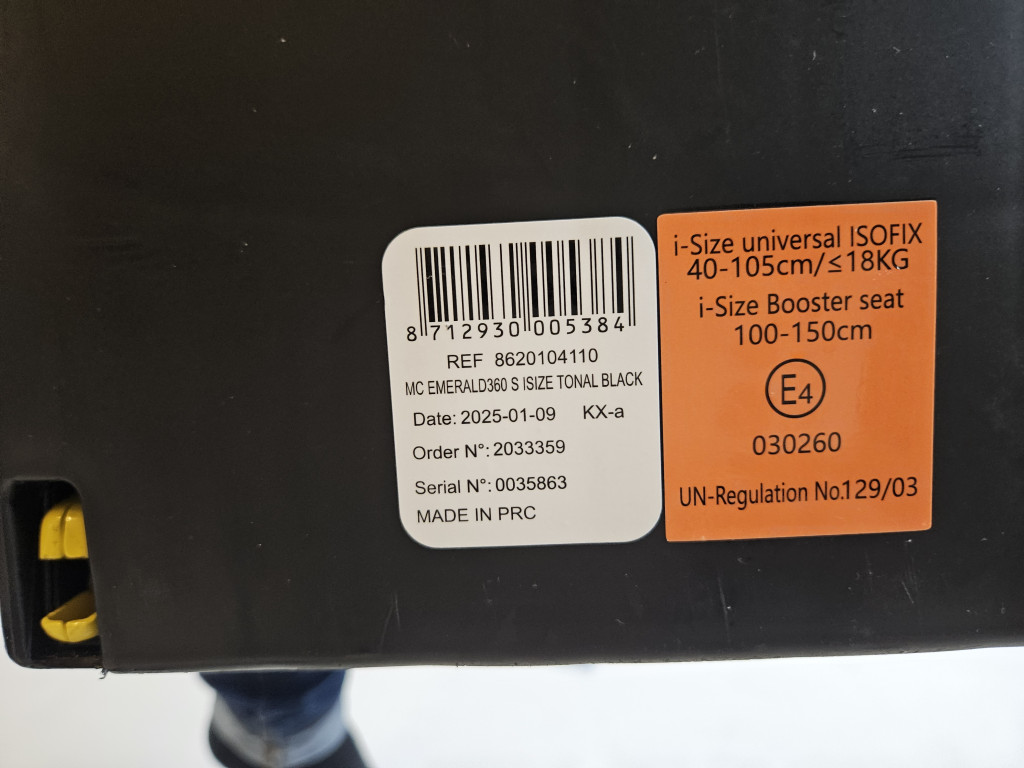 8 712930 005384
REF 8620104110
MC EMERALD360 S ISIZE TONAL BLACK
Date: 2025-01-09 KX-a
Order N°: 2033359
Serial N°: 0035863
MADE IN PRC
i-Size universal ISOFIX
40-105cm/≤18KG
i-Size Booster seat
100-150cm
E4
030260
UN-Regulation No.129/03